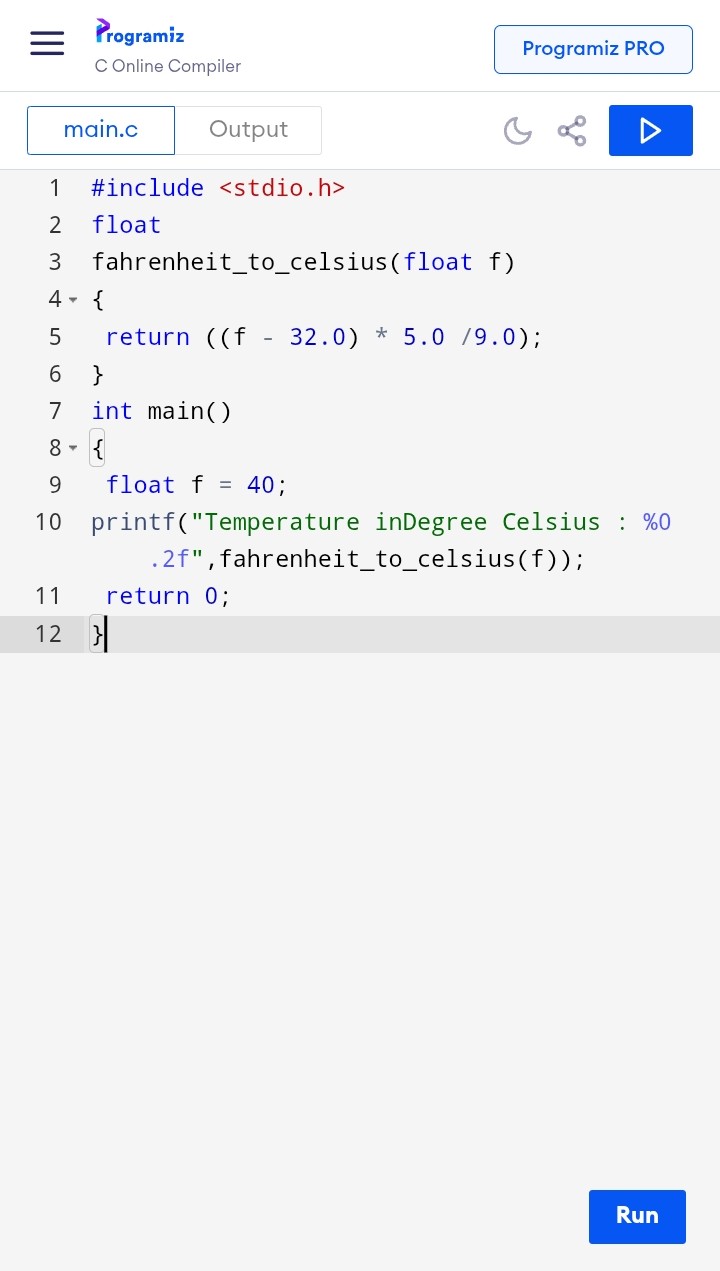 Programiz
C Online Compiler
Programiz PRO
main.c
Output
1 #include <stdio.h>
2 float
3 fahrenheit_to_celsius(float f)
4 {
5 return ((f - 32.0) * 5.0 /9.0);
6 }
7 int main()
8 {
9 float f = 40;
10 printf("Temperature inDegree Celsius : %0
.2f",fahrenheit_to_celsius(f));
11 return 0;
12 }
Run